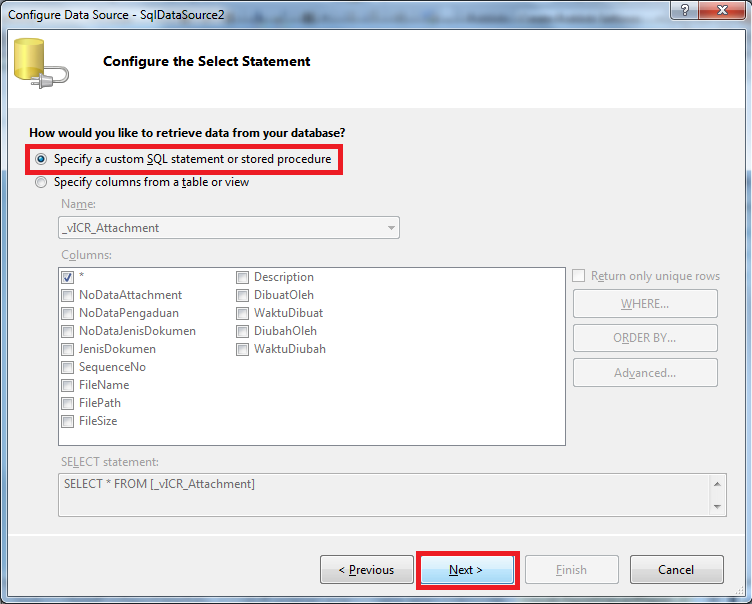 Configure Data Source - SqlDataSource2
?
Configure the Select Statement
How would you like to retrieve data from your database?
Specify a custom SQL statement or stored procedure
Specify columns from a table or view
Name:
_vICR_Attachment
Columns:
*
NoDataAttachment
NoDataPengaduan
NoDataJenisDokumen
JenisDokumen
SequenceNo
FileName
FilePath
FileSize
Description
DibuatOleh
WaktuDibuat
DiubahOleh
WaktuDiubah
Return only unique rows
WHERE...
ORDER BY...
Advanced...
SELECT statement:
SELECT * FROM [_vICR_Attachment]
< Previous
Next >
Finish
Cancel